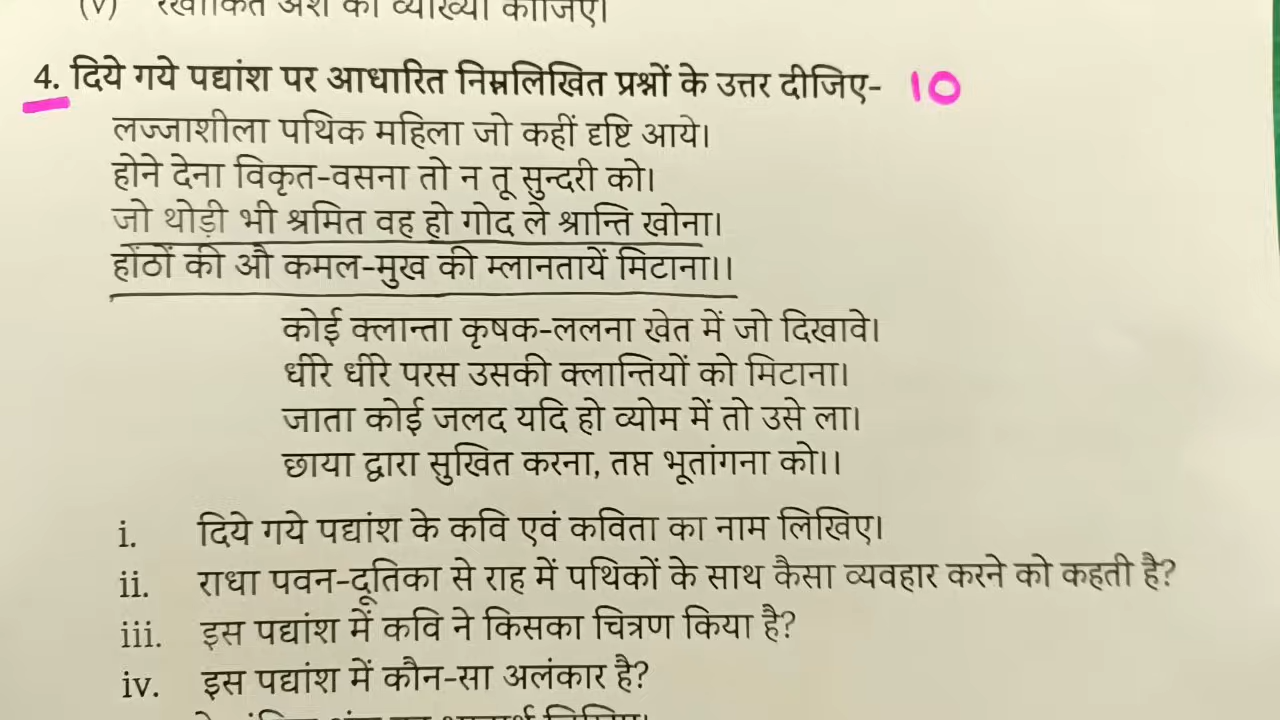 (v) रेखांकित अंश की व्याख्या कीजिए।
4. दिये गये पद्यांश पर आधारित निम्नलिखित प्रश्नों के उत्तर दीजिए- 10
लज्जाशीला पथिक महिला जो कहीं दृष्टि आये।
होने देना विकृत-वसना तो न तू सुन्दरी को।
जो थोड़ी भी श्रमित वह हो गोद ले श्रान्ति खोना।
होंठों की औ कमल-मुख की म्लानतायें मिटाना।।
कोई क्लान्ता कृषक-ललना खेत में जो दिखावे।
धीरे धीरे परस उसकी क्लान्तियों को मिटाना।
जाता कोई जलद यदि हो व्योम में तो उसे ला।
छाया द्वारा सुखित करना, तप्त भूतांगना को।।
i. दिये गये पद्यांश के कवि एवं कविता का नाम लिखिए।
ii. राधा पवन-दूतिका से राह में पथिकों के साथ कैसा व्यवहार करने को कहती है?
iii. इस पद्यांश में कवि ने किसका चित्रण किया है?
iv. इस पद्यांश में कौन-सा अलंकार है?